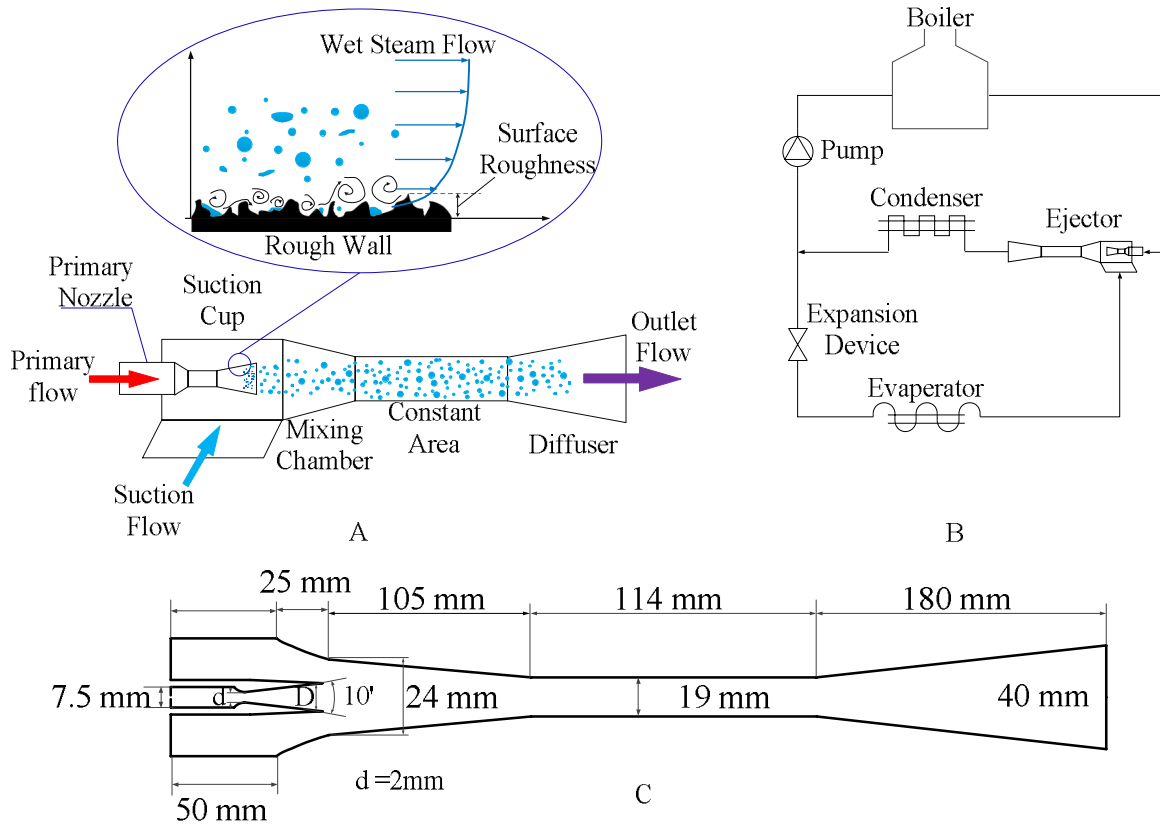 Wet Steam Flow
Surface
Roughness
Rough Wall
Primary
Nozzle
Suction
Cup
Primary
flow
Outlet
Flow
Mixing
Chamber
Constant
Area
Diffuser
Suction
Flow
A
Boiler
Pump
Condenser
Ejector
Expansion
Device
Evaperator
B
25 mm
105 mm
114 mm
180 mm
7.5 mm
d
D
10'
24 mm
19 mm
40 mm
50 mm
d =2mm
C